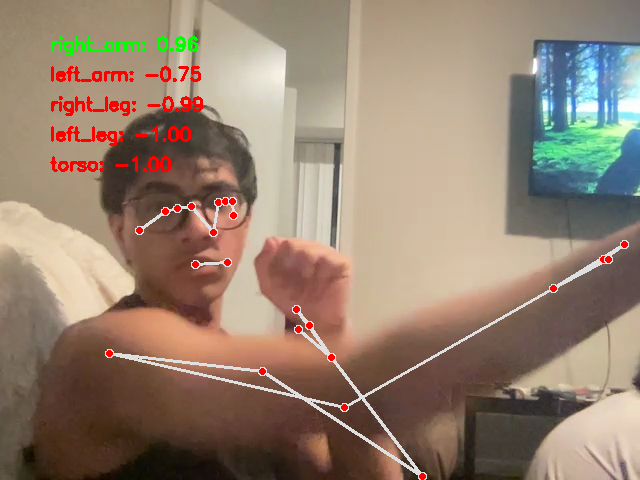 right_arm: 0.96
left_arm: -0.75
right_leg: -0.99
left_leg: -1.00
torso: -1.00